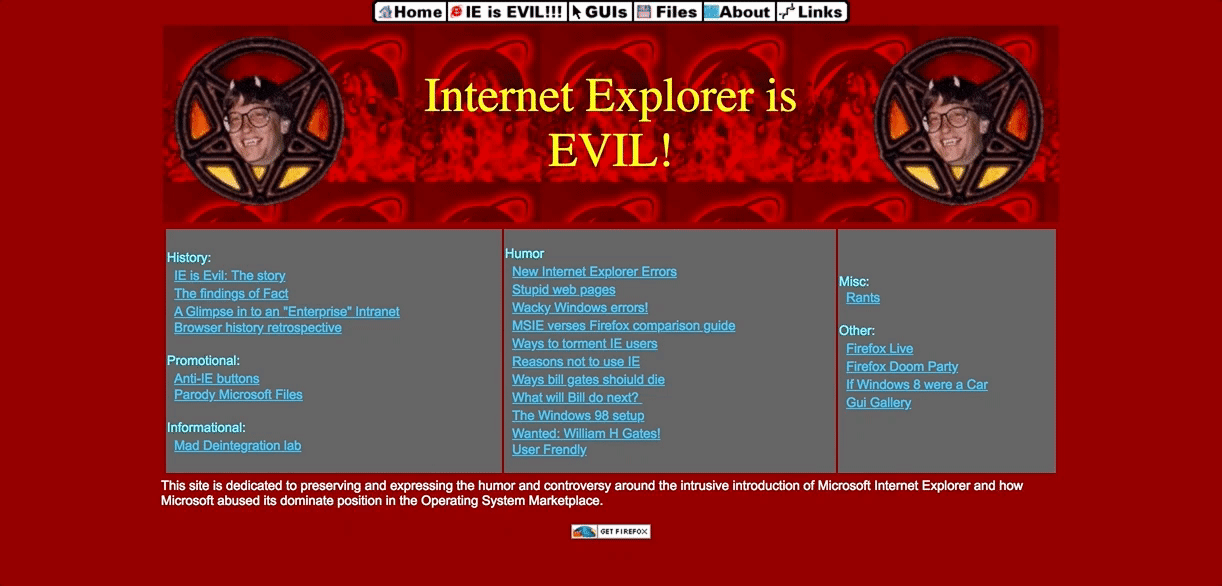 Home IE is EVIL!!! GUIs Files About Links
Internet Explorer is
EVIL!
History:
IE is Evil: The story
The findings of Fact
A Glimpse in to an "Enterprise" Intranet
Browser history retrospective
Promotional:
Anti-IE buttons
Parody Microsoft Files
Informational:
Mad Deintegration lab
Humor
New Internet Explorer Errors
Stupid web pages
Wacky Windows errors!
MSIE verses Firefox comparison guide
Ways to torment IE users
Reasons not to use IE
Ways bill gates shoiuld die
What will Bill do next?
The Windows 98 setup
Wanted: William H Gates!
User Frendly
Misc:
Rants
Other:
Firefox Live
Firefox Doom Party
If Windows 8 were a Car
Gui Gallery
This site is dedicated to preserving and expressing the humor and controversy around the intrusive introduction of Microsoft Internet Explorer and how
Microsoft abused its dominate position in the Operating System Marketplace.
GET FIREFOX